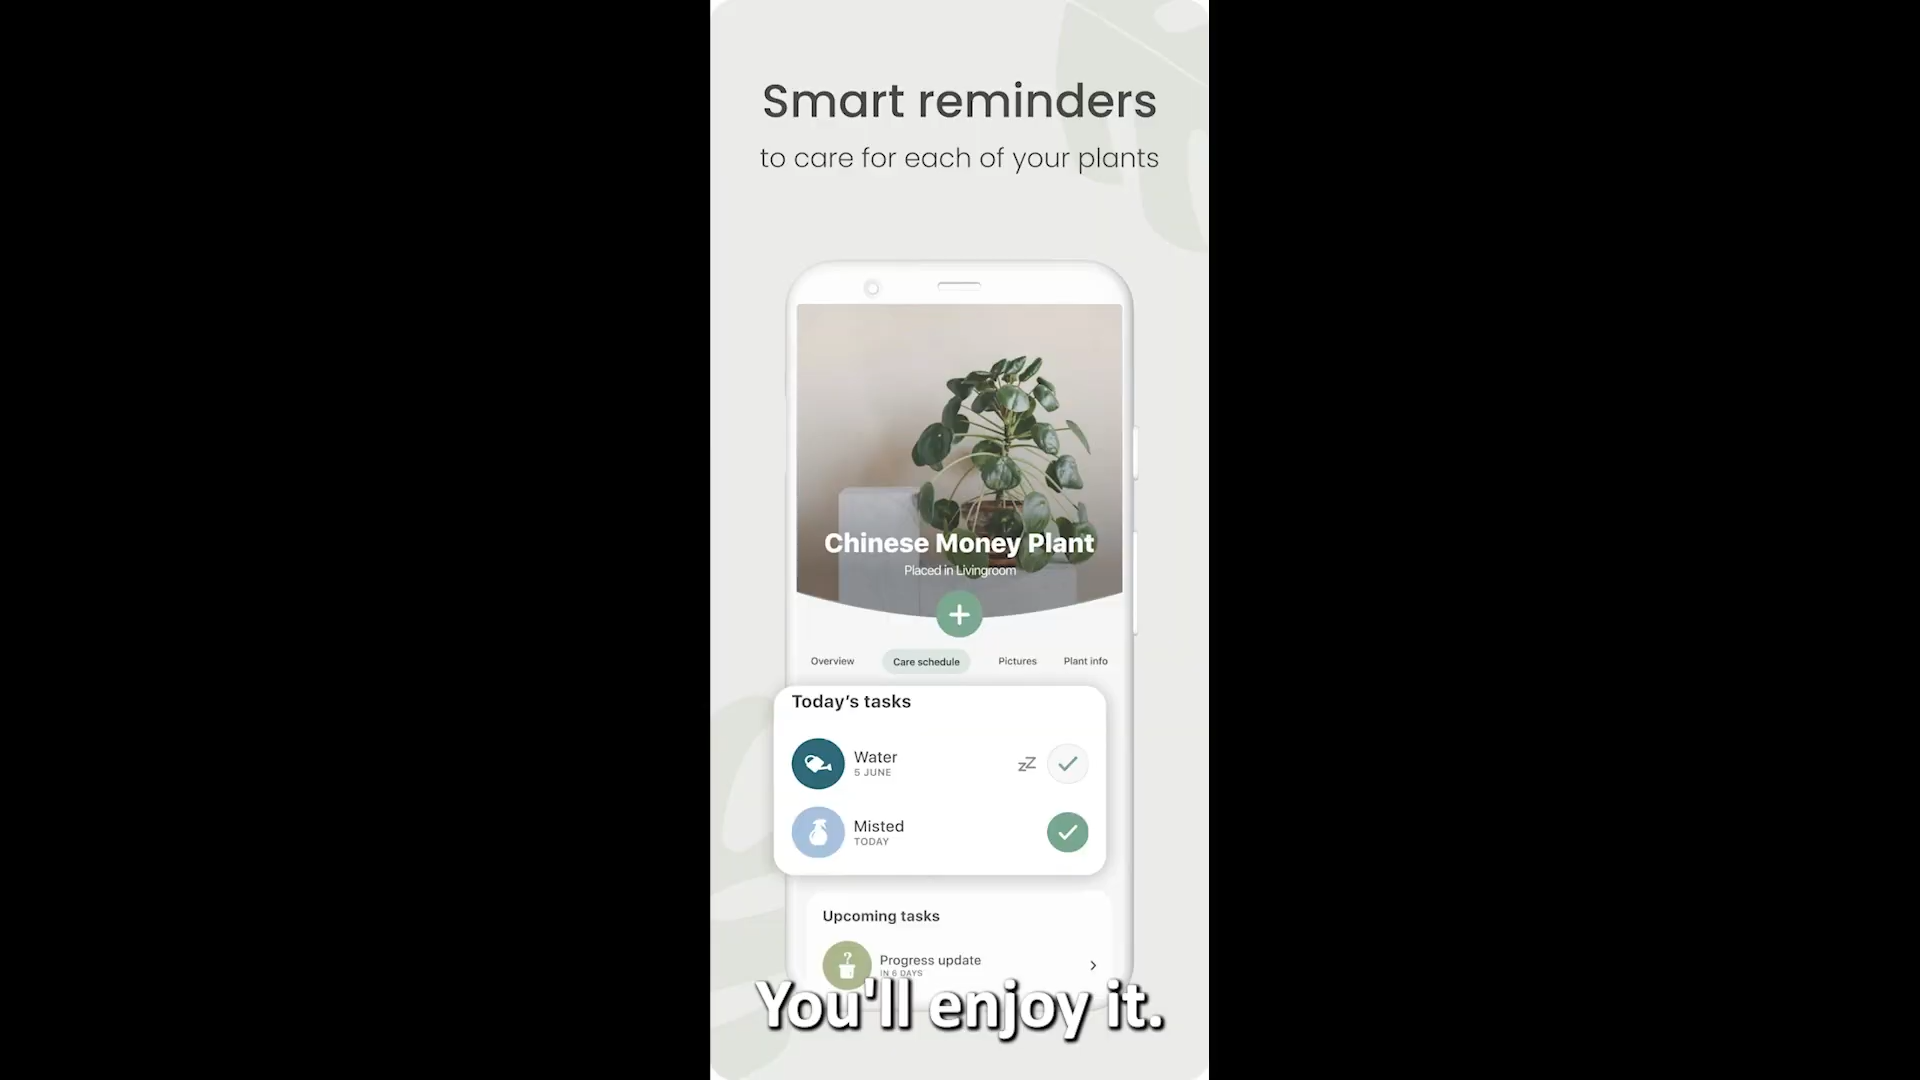 Smart reminders
to care for each of your plants
Chinese Money Plant
Placed in Livingroom
Overview
Care schedule
Pictures
Plant info
Today's tasks
Water
5 JUNE
zZ
Misted
TODAY
Upcoming tasks
Progress update
IN 6 DAYS
You'll enjoy it.